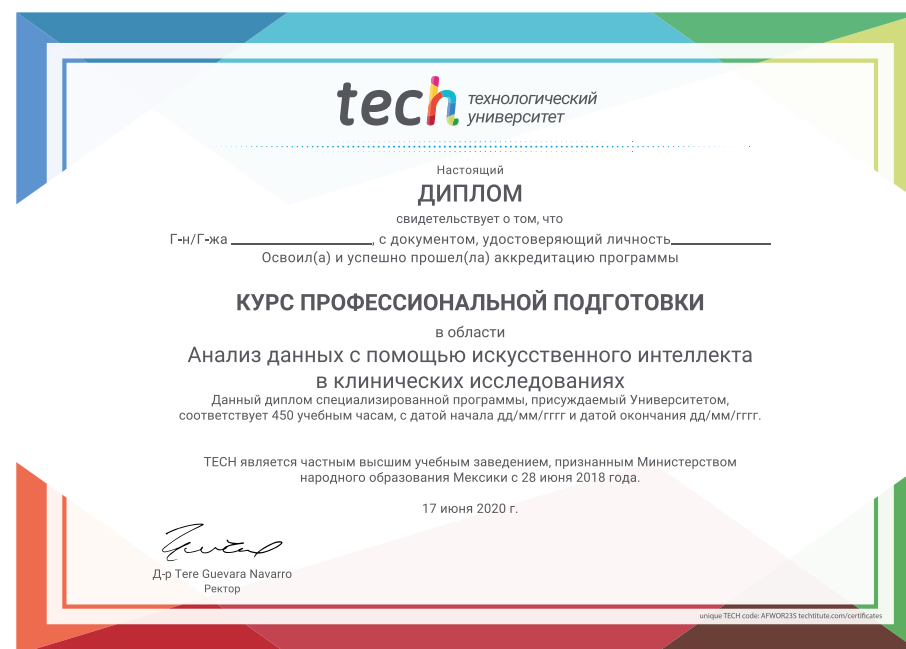 tech технологический
университет
Настоящий
ДИПЛОМ
свидетельствует о том, что
Г-н/Г-жа ____________________, с документом, удостоверяющий личность______________
Освоил(а) и успешно прошел(ла) аккредитацию программы
КУРС ПРОФЕССИОНАЛЬНОЙ ПОДГОТОВКИ
в области
Анализ данных с помощью искусственного интеллекта
в клинических исследованиях
Данный диплом специализированной программы, присуждаемый Университетом,
соответствует 450 учебным часам, с датой начала дд/мм/гггг и датой окончания дд/мм/гггг.
TECH является частным высшим учебным заведением, признанным Министерством
народного образования Мексики с 28 июня 2018 года.
17 июня 2020 г.
Д-р Tere Guevara Navarro
Ректор
unique TECH code: AFWOR235 techtitute.com/certificates